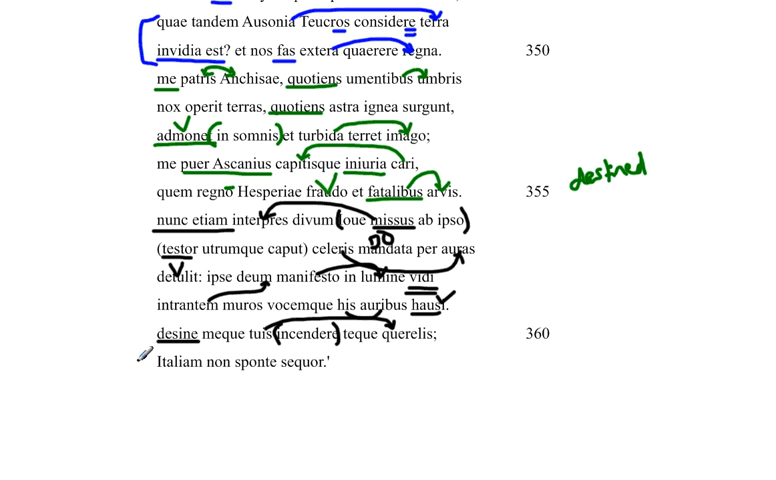 quae tandem Ausonia Teucros considere terra
invidia est? et nos fas extera quaerere regna. 350
me patris Anchisae, quotiens umentibus umbris
nox operit terras, quotiens astra ignea surgunt,
admonet in somnis et turbida terret imago;
me puer Ascanius capitisque iniuria cari,
quem regno Hesperiae fraudo et fatalibus arvis. 355
destined
nunc etiam interpres divum Ioue missus ab ipso
DO
(testor utrumque caput) celeris mandata per auras
V
detulit: ipse deum manifesto in lumine vidi
intrantem muros vocemque his auribus hausi.
desine meque tuis incendere teque querelis; 360
Italiam non sponte sequor.'